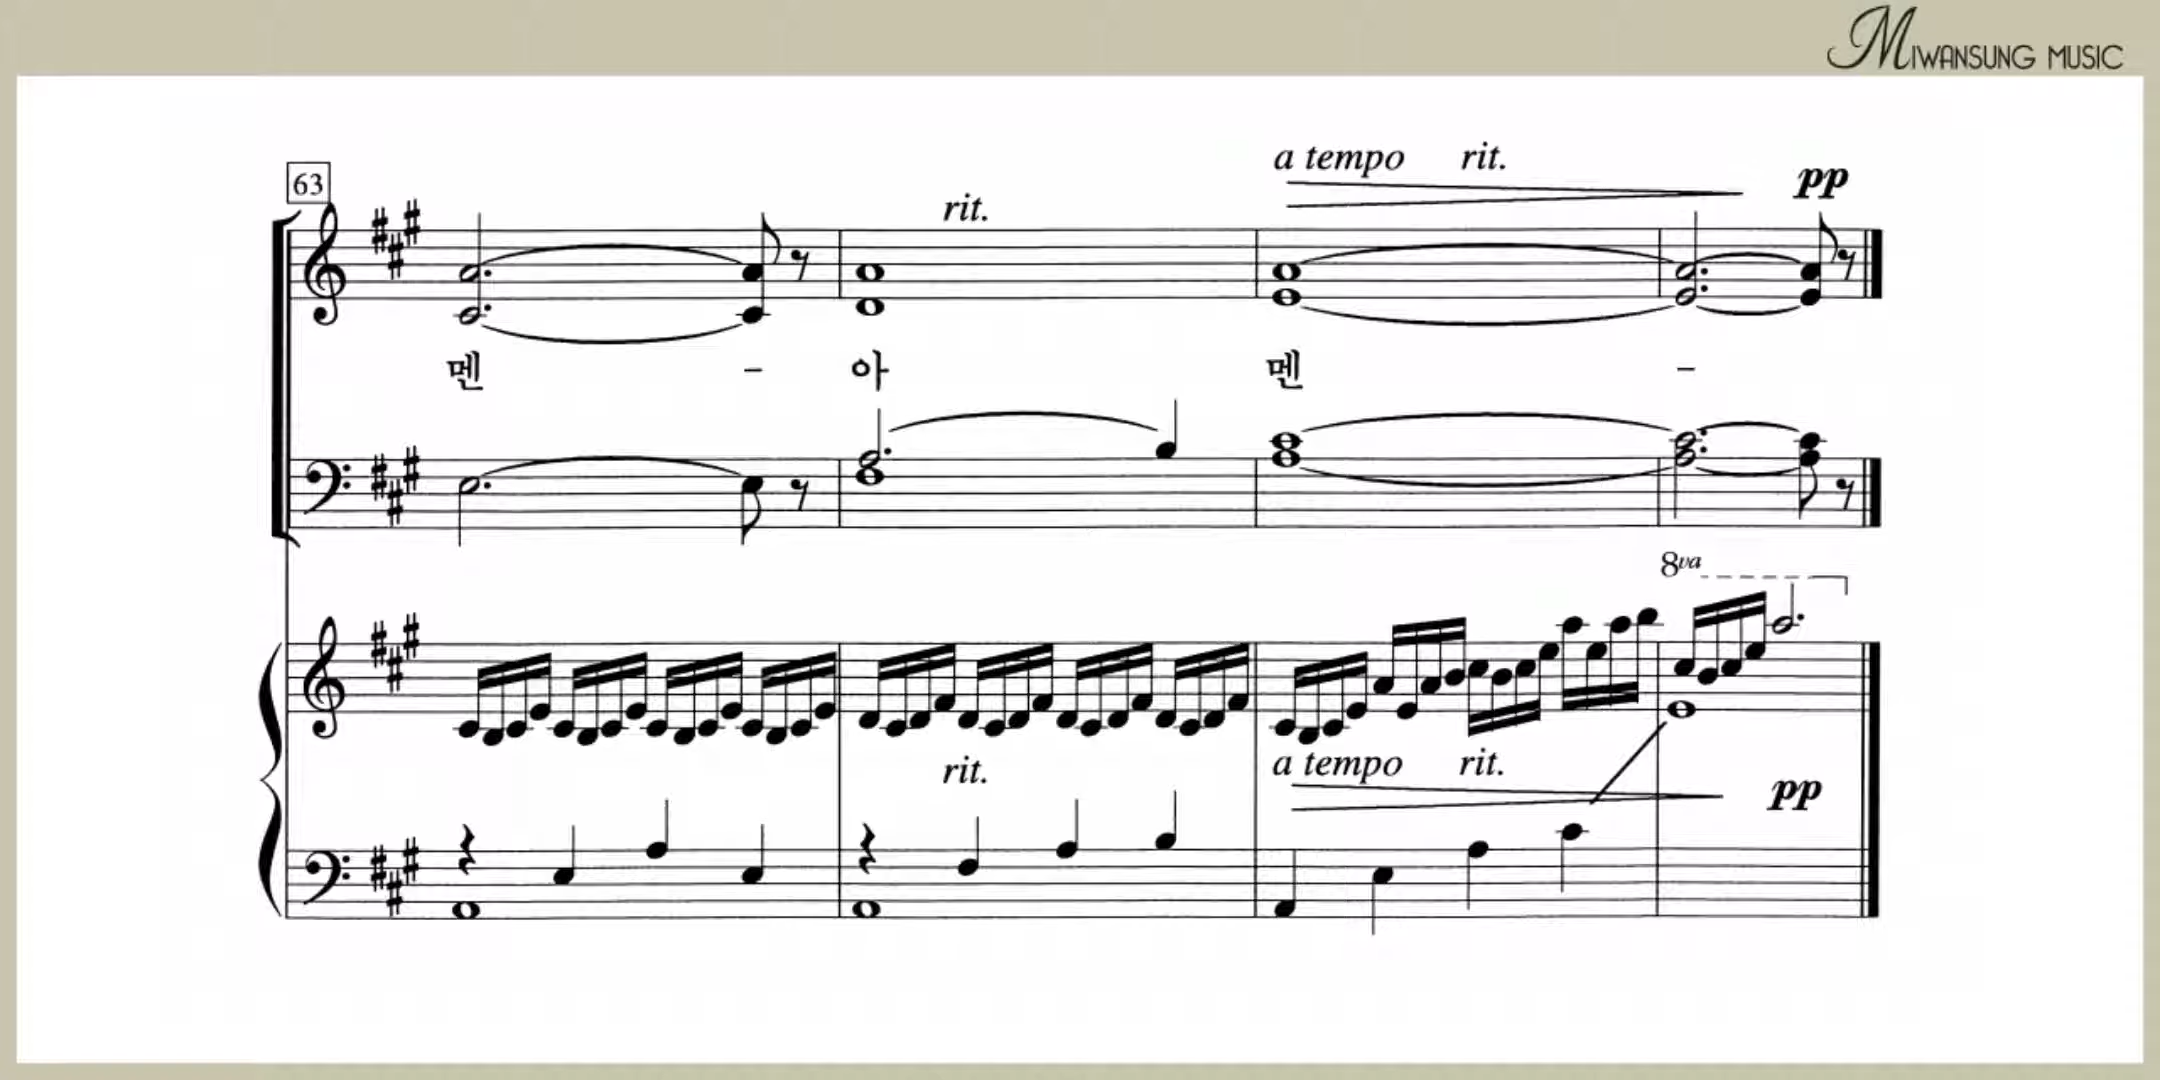 MIWANSUNG MUSIC
a tempo rit.
63
rit.
pp
멘 - 아 멘 -
8va
rit.
a tempo rit.
pp